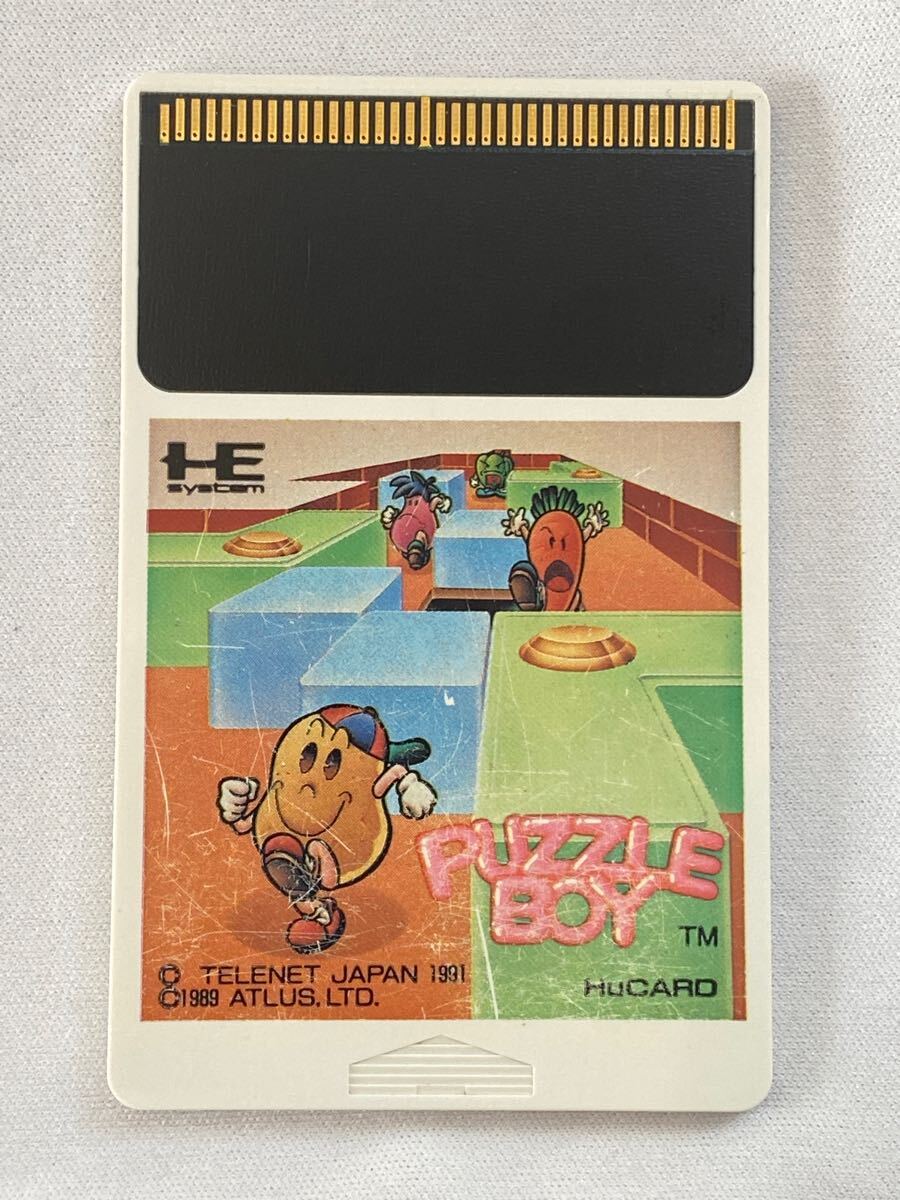 HE
system
PUZZLE
BOY TM
© TELENET JAPAN 1991
©1989 ATLUS,LTD.
HuCARD